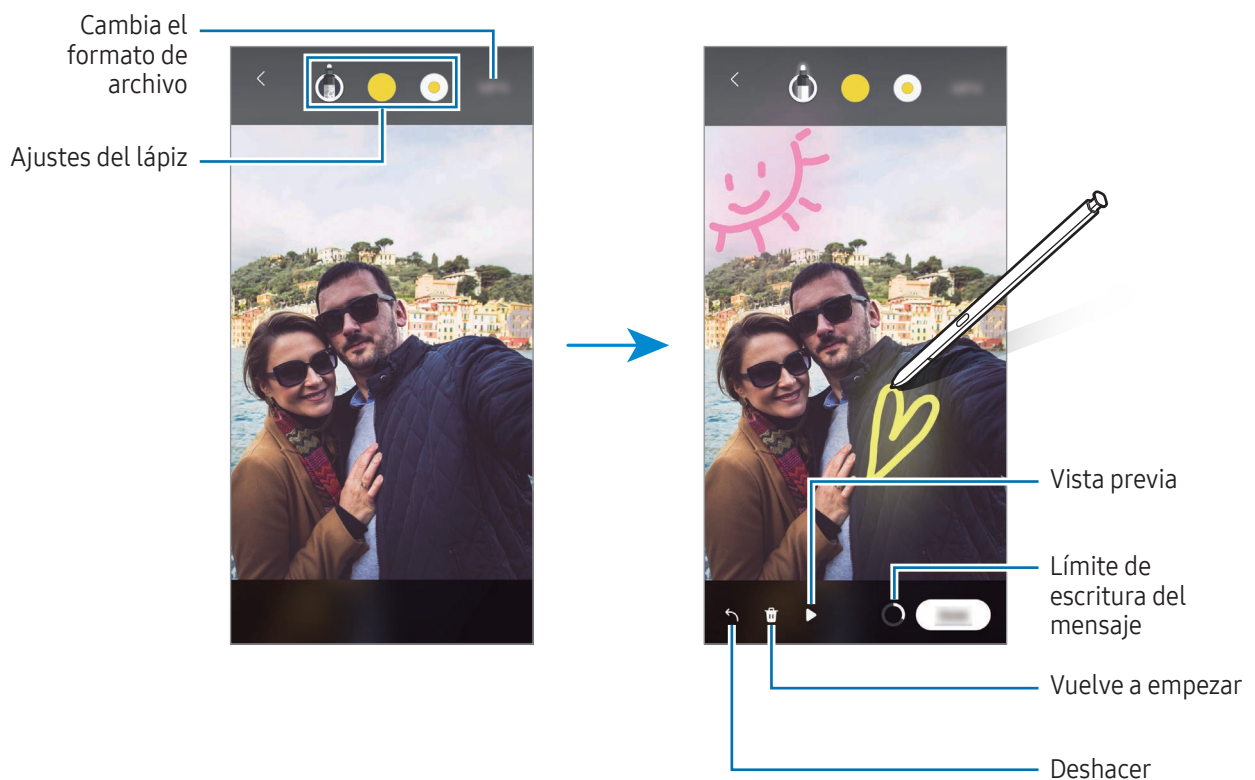 Cambia el
formato de
archivo
Ajustes del lápiz
Vista previa
Límite de
escritura del
mensaje
Vuelve a empezar
Deshacer